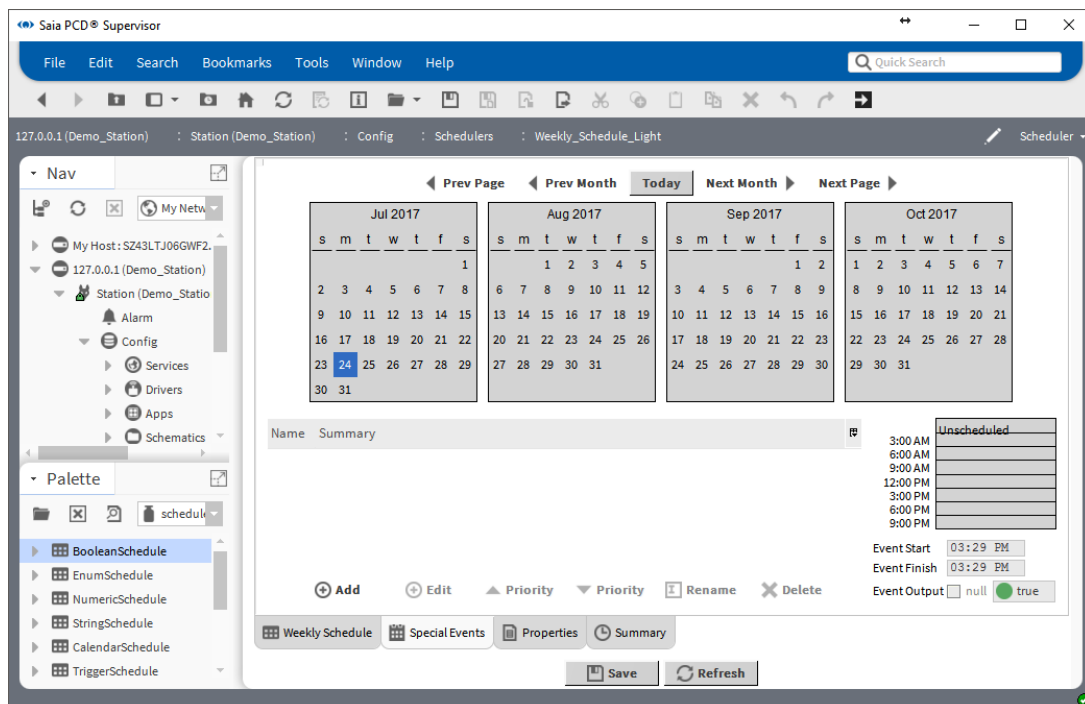 Saia PCD® Supervisor
File Edit Search Bookmarks Tools Window Help Quick Search
127.0.0.1 (Demo_Station) : Station (Demo_Station) : Config : Schedulers : Weekly_Schedule_Light Scheduler
Nav
My Netw
My Host : SZ43LTJ06GWF2.
127.0.0.1 (Demo_Station)
Station (Demo_Statio
Alarm
Config
Services
Drivers
Apps
Schematics
Palette
schedule
BooleanSchedule
EnumSchedule
NumericSchedule
StringSchedule
CalendarSchedule
TriggerSchedule
Prev Page Prev Month Today Next Month Next Page
Jul 2017
s m t w t f s
1
2 3 4 5 6 7 8
9 10 11 12 13 14 15
16 17 18 19 20 21 22
23 24 25 26 27 28 29
30 31
Aug 2017
s m t w t f s
1 2 3 4 5
6 7 8 9 10 11 12
13 14 15 16 17 18 19
20 21 22 23 24 25 26
27 28 29 30 31
Sep 2017
s m t w t f s
1 2
3 4 5 6 7 8 9
10 11 12 13 14 15 16
17 18 19 20 21 22 23
24 25 26 27 28 29 30
Oct 2017
s m t w t f s
1 2 3 4 5 6 7
8 9 10 11 12 13 14
15 16 17 18 19 20 21
22 23 24 25 26 27 28
29 30 31
Name Summary
Unscheduled
3:00 AM
6:00 AM
9:00 AM
12:00 PM
3:00 PM
6:00 PM
9:00 PM
Event Start 03:29 PM
Event Finish 03:29 PM
Event Output null true
Add Edit Priority Priority Rename Delete
Weekly Schedule Special Events Properties Summary
Save Refresh